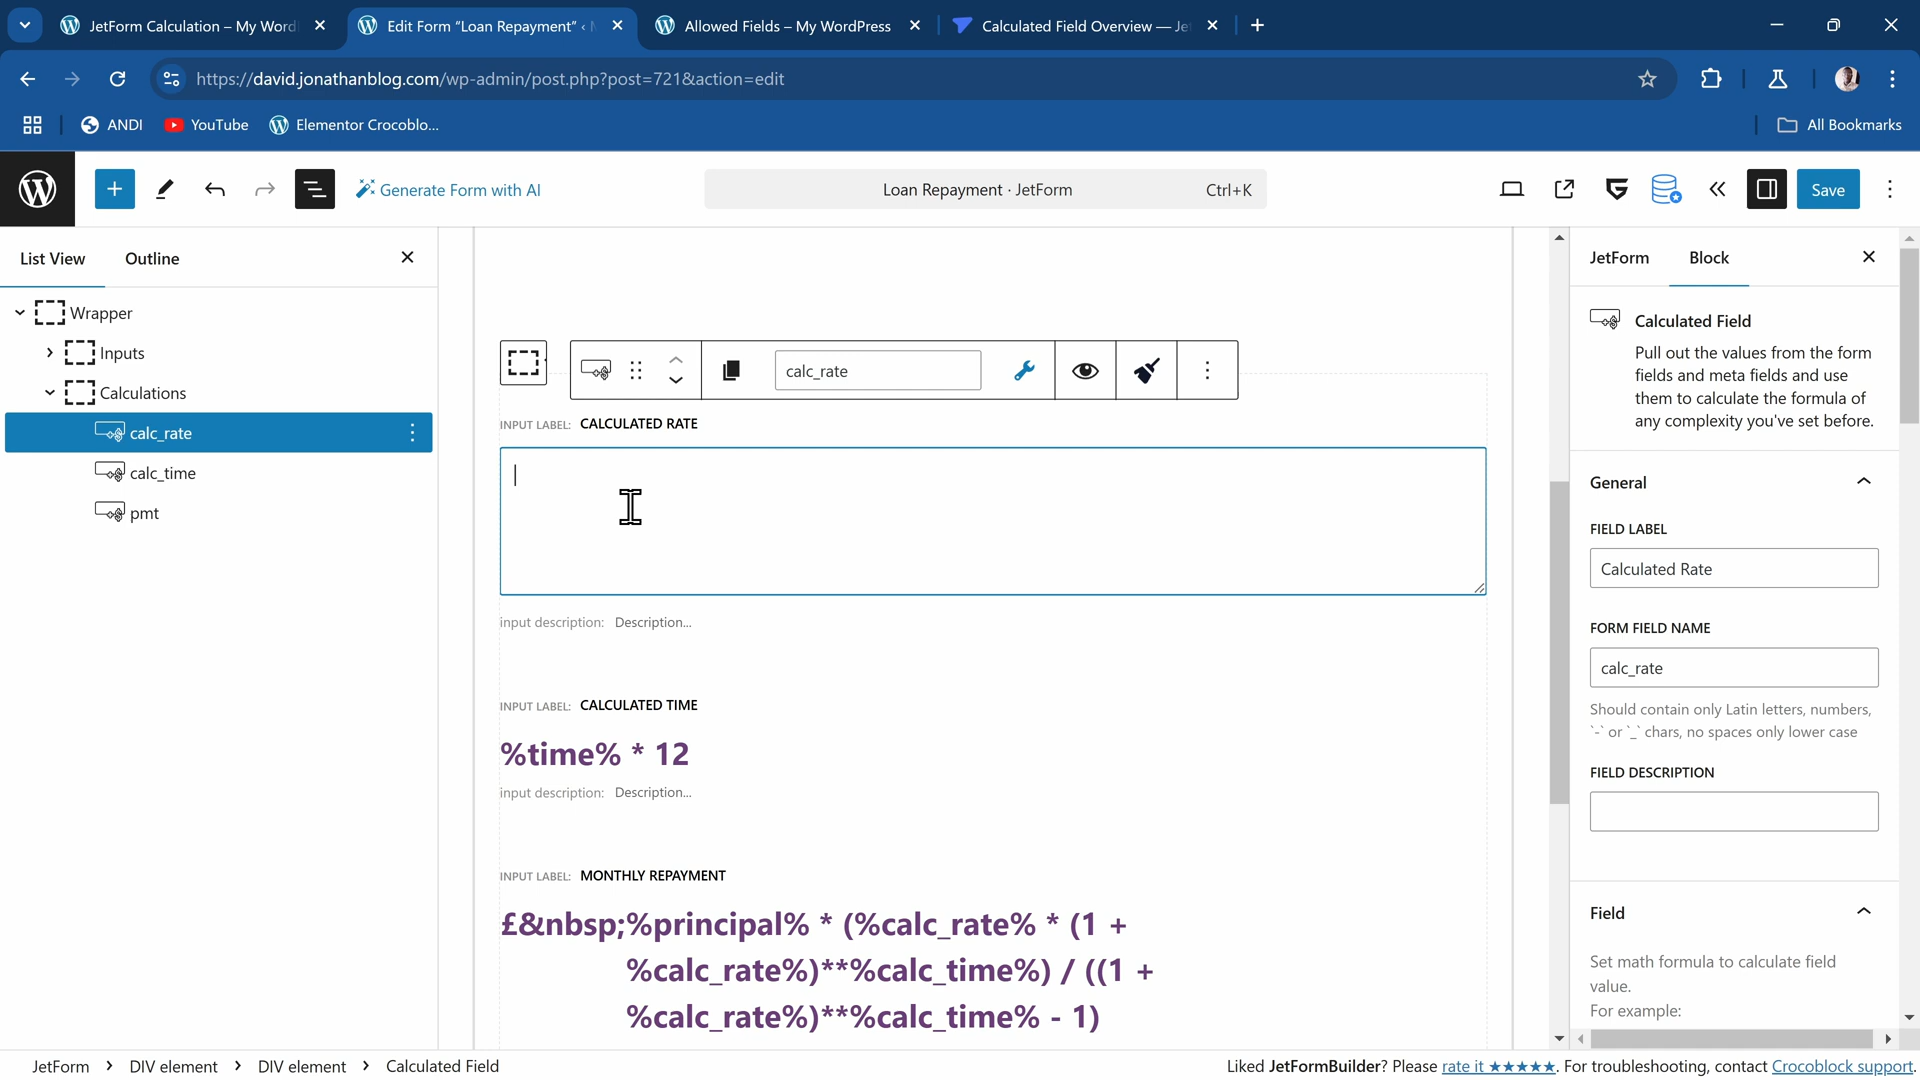 JetForm Calculation – My Word
Edit Form “Loan Repayment” ‹
Allowed Fields – My WordPress
Calculated Field Overview — Je
https://david.jonathanblog.com/wp-admin/post.php?post=721&action=edit
ANDI
YouTube
Elementor Crocoblo...
All Bookmarks
Generate Form with AI
Loan Repayment · JetForm
Ctrl+K
Save
List View
Outline
Wrapper
Inputs
Calculations
calc_rate
calc_time
pmt
calc_rate
INPUT LABEL: CALCULATED RATE
input description: Description...
INPUT LABEL: CALCULATED TIME
%time% * 12
input description: Description...
INPUT LABEL: MONTHLY REPAYMENT
£&nbsp;%principal% * (%calc_rate% * (1 +
%calc_rate%)**%calc_time%) / ((1 +
%calc_rate%)**%calc_time% - 1)
JetForm
Block
Calculated Field
Pull out the values from the form
fields and meta fields and use
them to calculate the formula of
any complexity you've set before.
General
FIELD LABEL
Calculated Rate
FORM FIELD NAME
calc_rate
Should contain only Latin letters, numbers,
`-` or `_` chars, no spaces only lower case
FIELD DESCRIPTION
Field
Set math formula to calculate field
value.
For example:
JetForm
DIV element
DIV element
Calculated Field
Liked JetFormBuilder? Please rate it ★★★★★. For troubleshooting, contact Crocoblock support.